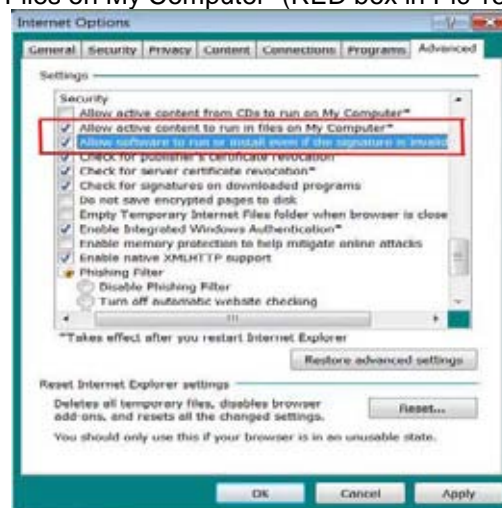 Files on My Computer" (RED box in Pic 1
Internet Options
General Security Privacy Content Connections Programs Advanced
Settings
Security
Allow active content from CDs to run on My Computer*
Allow active content to run in files on My Computer*
Allow software to run or install even if the signature is invalid
Check for publisher's certificate revocation
Check for server certificate revocation*
Check for signatures on downloaded programs
Do not save encrypted pages to disk
Empty Temporary Internet Files folder when browser is close
Enable Integrated Windows Authentication*
Enable memory protection to help mitigate online attacks
Enable native XMLHTTP support
Phishing Filter
Disable Phishing Filter
Turn off automatic website checking
*Takes effect after you restart Internet Explorer
Restore advanced settings
Reset Internet Explorer settings
Deletes all temporary files, disables browser
add-ons, and resets all the changed settings.
Reset...
You should only use this if your browser is in an unusable state.
OK Cancel Apply